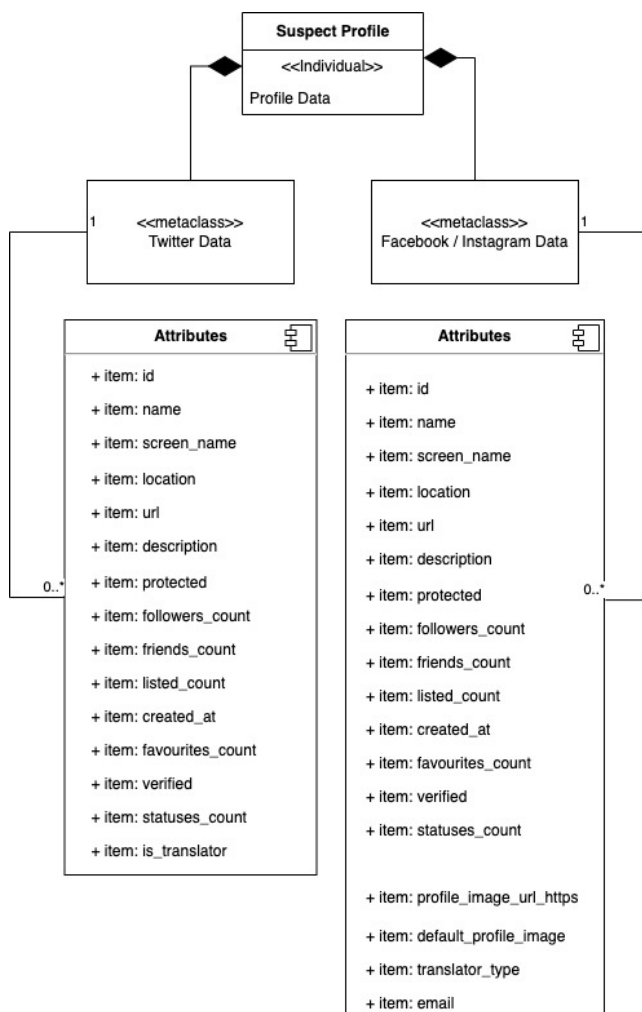 Suspect Profile
<<Individual>>
Profile Data
1
<<metaclass>>
Twitter Data
<<metaclass>>
Facebook / Instagram Data
1
Attributes
+ item: id
+ item: name
+ item: screen_name
+ item: location
+ item: url
+ item: description
+ item: protected
+ item: followers_count
+ item: friends_count
+ item: listed_count
+ item: created_at
+ item: favourites_count
+ item: verified
+ item: statuses_count
+ item: is_translator
0..*
Attributes
+ item: id
+ item: name
+ item: screen_name
+ item: location
+ item: url
+ item: description
+ item: protected
+ item: followers_count
+ item: friends_count
+ item: listed_count
+ item: created_at
+ item: favourites_count
+ item: verified
+ item: statuses_count
+ item: profile_image_url_https
+ item: default_profile_image
+ item: translator_type
+ item: email
0..*